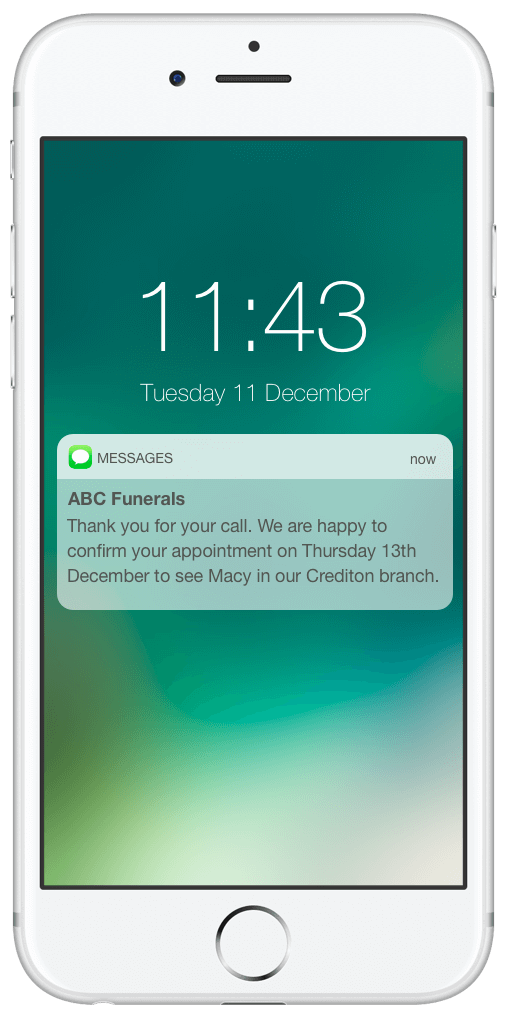 11:43
Tuesday 11 December
MESSAGES now
ABC Funerals
Thank you for your call. We are happy to
confirm your appointment on Thursday 13th
December to see Macy in our Crediton branch.